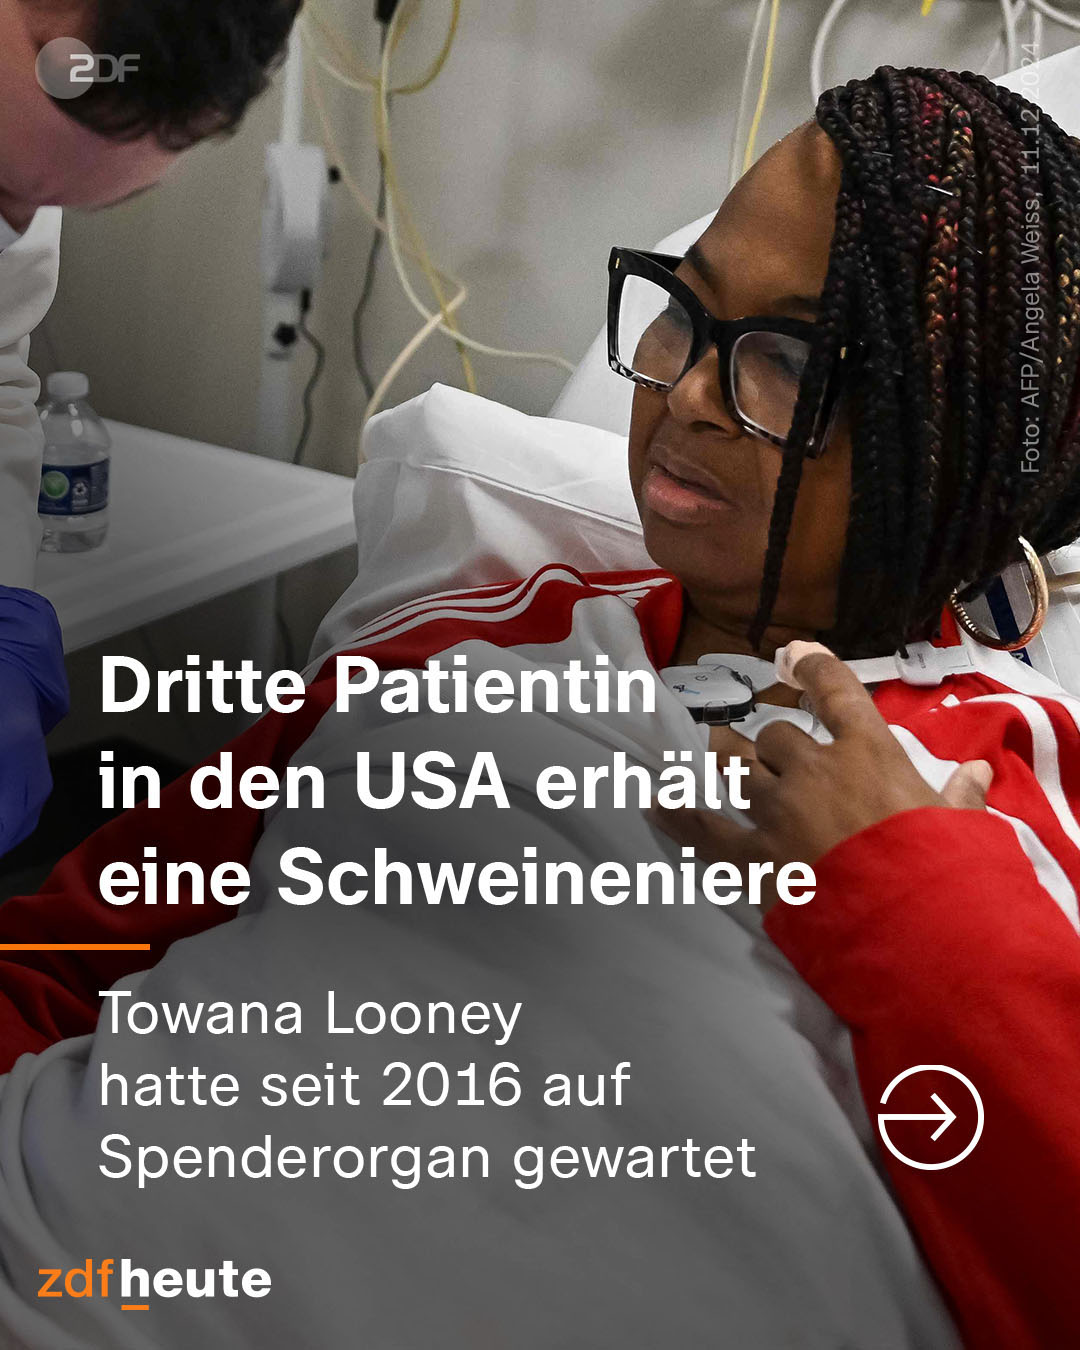 ZDF
Foto: AFP/Angela Weiss, 11.12.2024
Dritte Patientin
in den USA erhält
eine Schweineniere
Towana Looney
hatte seit 2016 auf
Spenderorgan gewartet
zdfheute